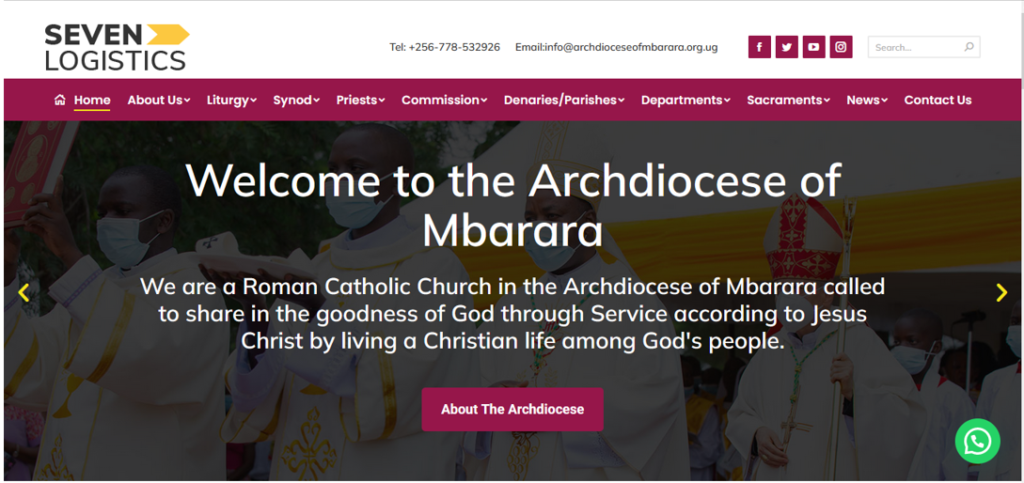 SEVEN
LOGISTICS
Tel: +256-778-532926 Email:info@archdioceseofmbarara.org.ug
Search...
Home About Us Liturgy Synod Priests Commission Denaries/Parishes Departments Sacraments News Contact Us
Welcome to the Archdiocese of
Mbarara
We are a Roman Catholic Church in the Archdiocese of Mbarara called
to share in the goodness of God through Service according to Jesus
Christ by living a Christian life among God's people.
About The Archdiocese